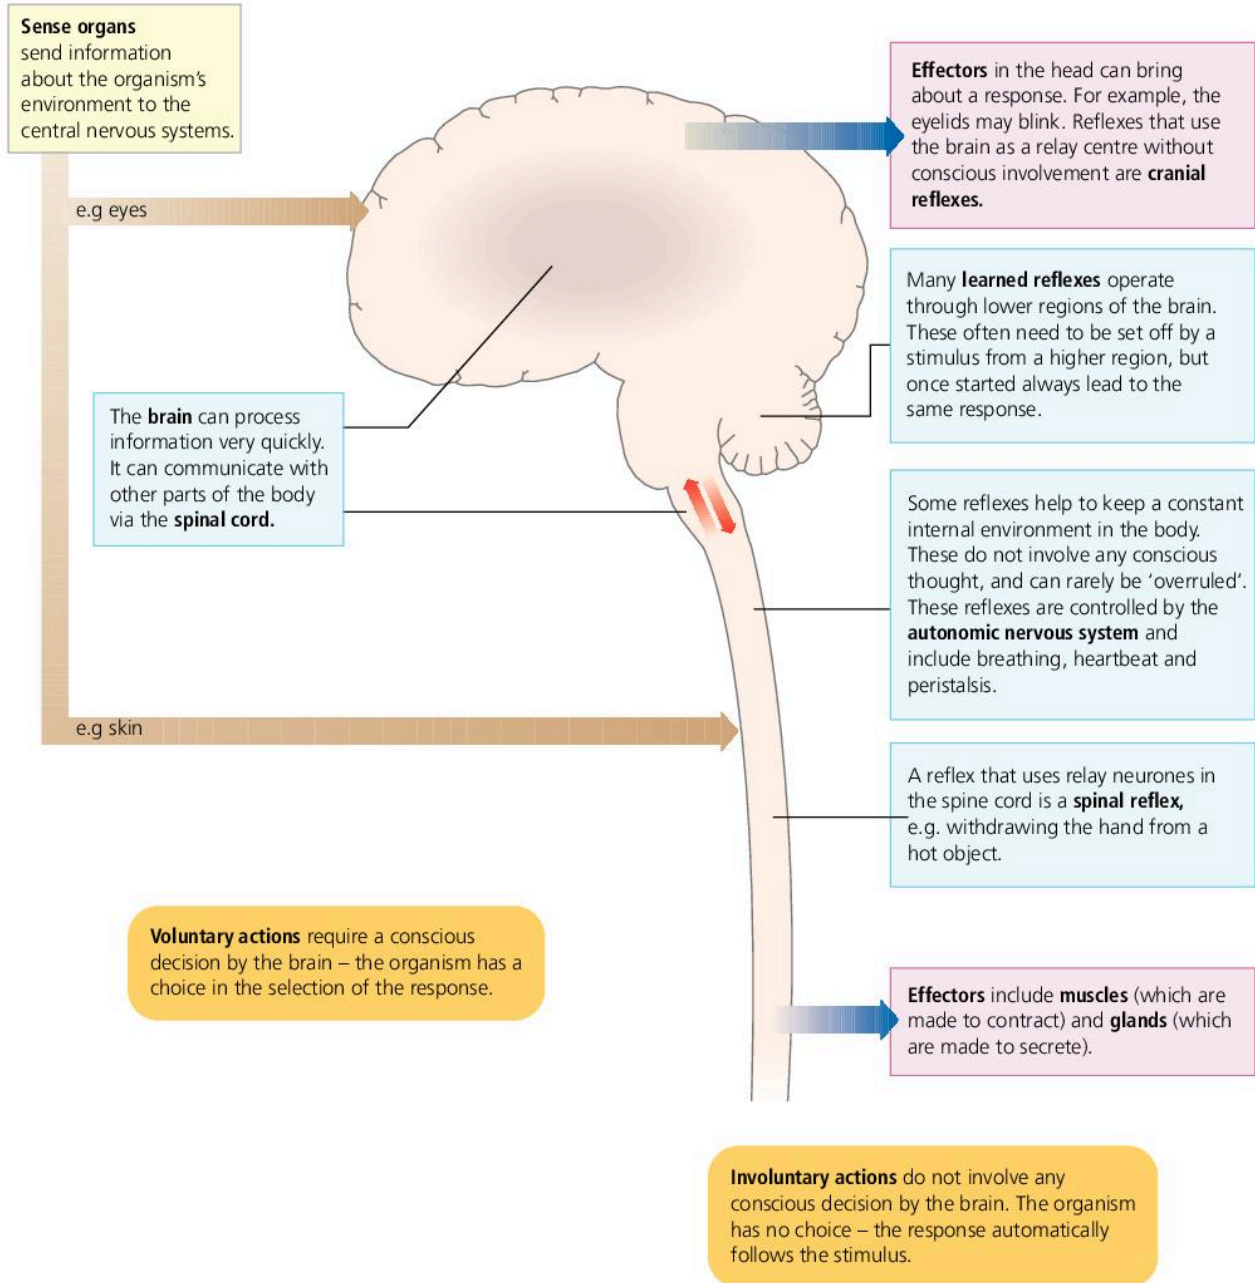 Sense organs
send information
about the organism's
environment to the
central nervous systems.
e.g eyes
Effectors in the head can bring
about a response. For example, the
eyelids may blink. Reflexes that use
the brain as a relay centre without
conscious involvement are cranial
reflexes.
Many learned reflexes operate
through lower regions of the brain.
These often need to be set off by a
stimulus from a higher region, but
once started always lead to the
same response.
The brain can process
information very quickly.
It can communicate with
other parts of the body
via the spinal cord.
Some reflexes help to keep a constant
internal environment in the body.
These do not involve any conscious
thought, and can rarely be 'overruled'.
These reflexes are controlled by the
autonomic nervous system and
include breathing, heartbeat and
peristalsis.
e.g skin
A reflex that uses relay neurones in
the spine cord is a spinal reflex,
e.g. withdrawing the hand from a
hot object.
Voluntary actions require a conscious
decision by the brain – the organism has a
choice in the selection of the response.
Effectors include muscles (which are
made to contract) and glands (which
are made to secrete).
Involuntary actions do not involve any
conscious decision by the brain. The organism
has no choice – the response automatically
follows the stimulus.